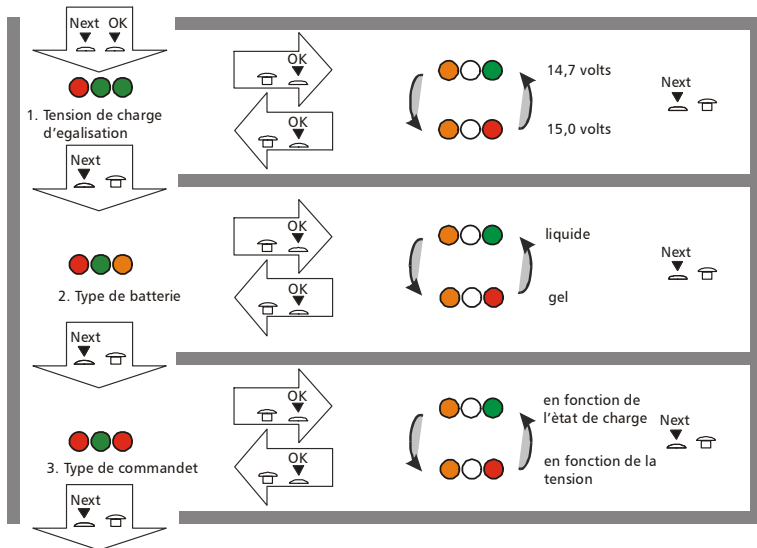 Next OK
OK
14,7 volts
Next
1. Tension de charge
d'egalisation
OK
15,0 volts
Next
OK
liquide
Next
2. Type de batterie
OK
gel
Next
OK
en fonction de
l'ètat de charge
Next
3. Type de commandet
OK
en fonction de la
tension
Next